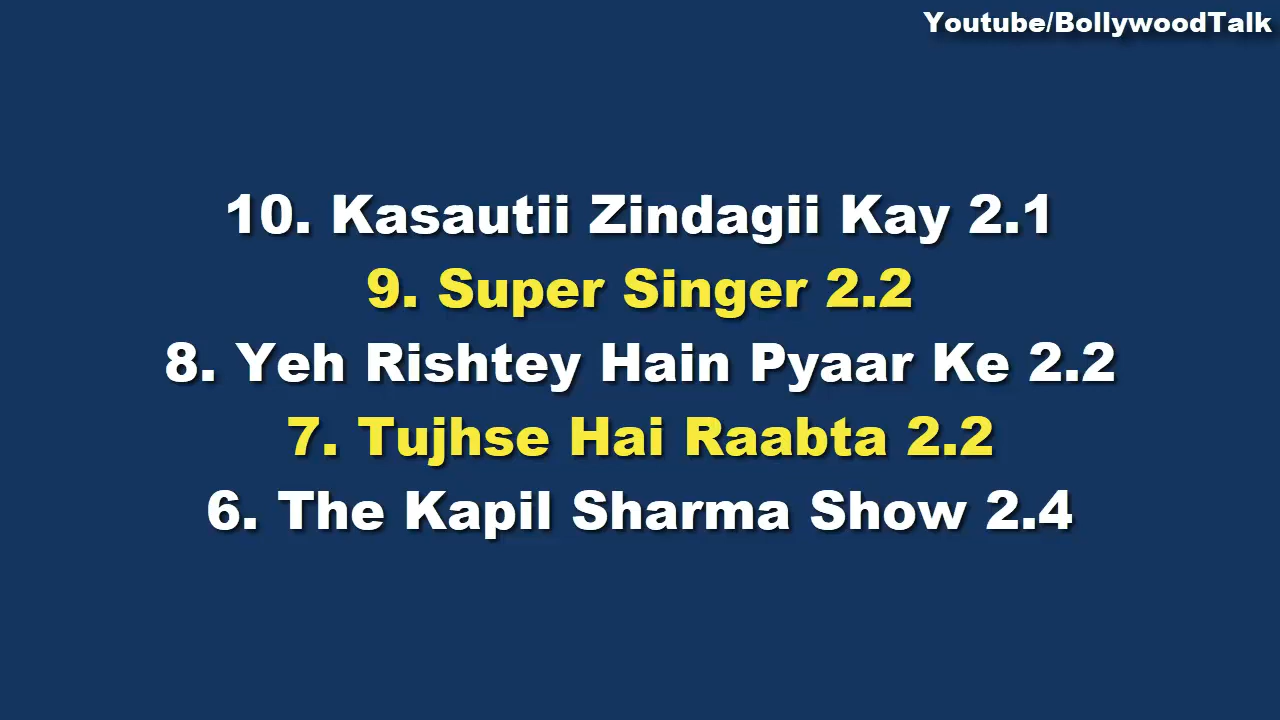 Youtube/BollywoodTalk
10. Kasautii Zindagii Kay 2.1
9. Super Singer 2.2
8. Yeh Rishtey Hain Pyaar Ke 2.2
7. Tujhse Hai Raabta 2.2
6. The Kapil Sharma Show 2.4